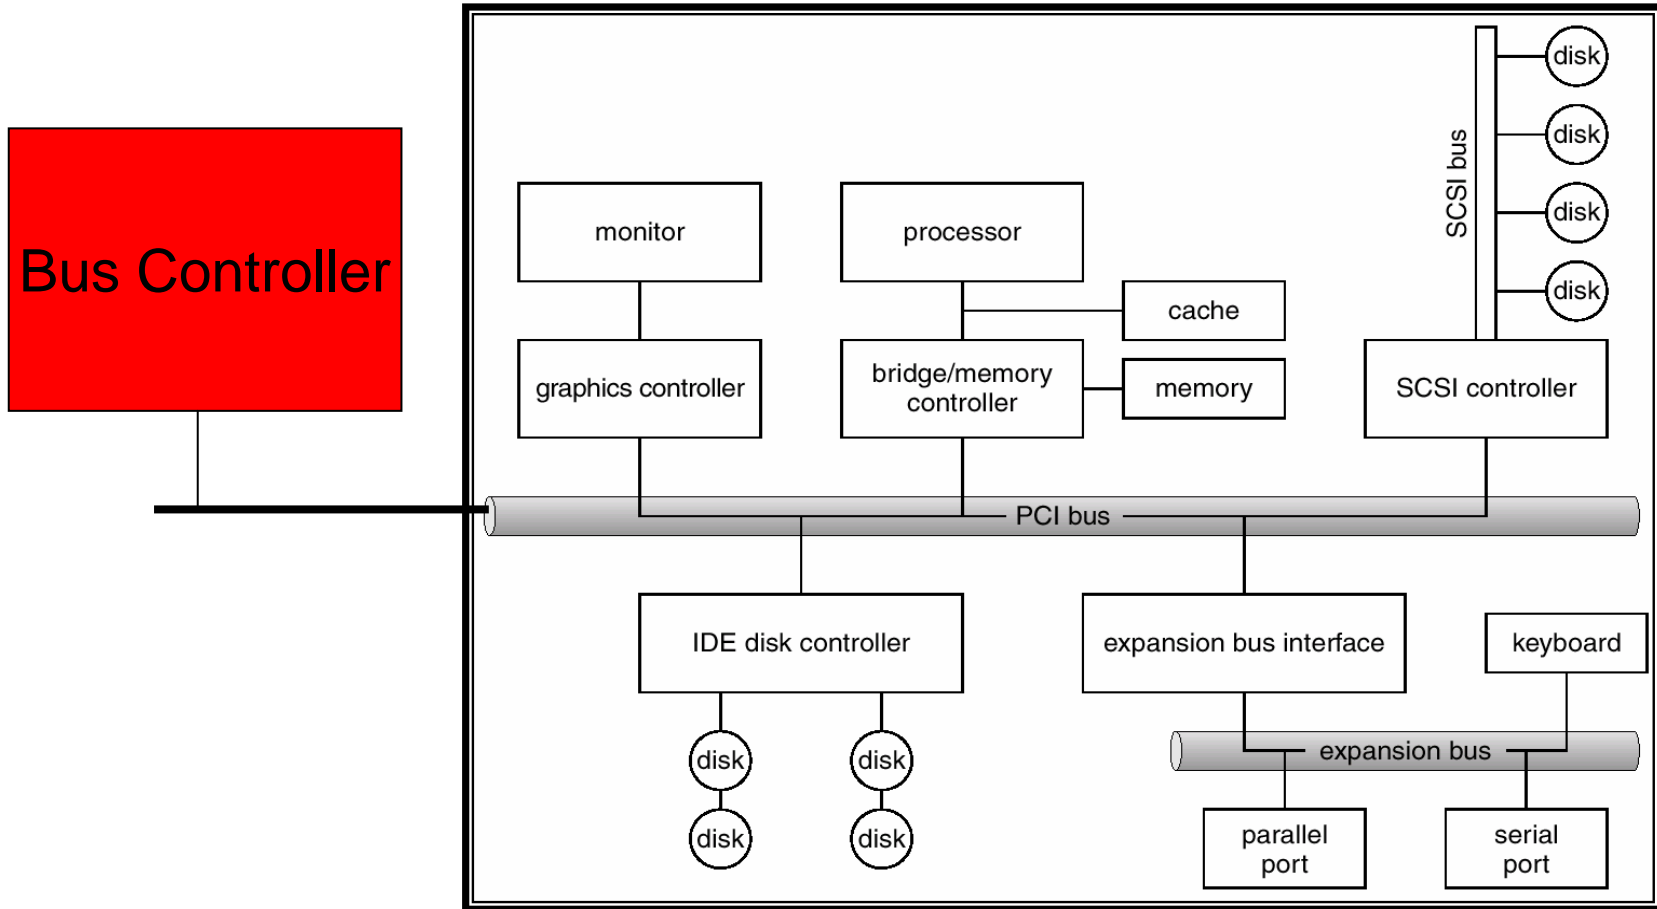 Bus Controller
disk
disk
disk
disk
SCSI bus
monitor
processor
cache
graphics controller
bridge/memory
controller
memory
SCSI controller
PCI bus
IDE disk controller
expansion bus interface
keyboard
disk
disk
expansion bus
disk
disk
parallel
port
serial
port